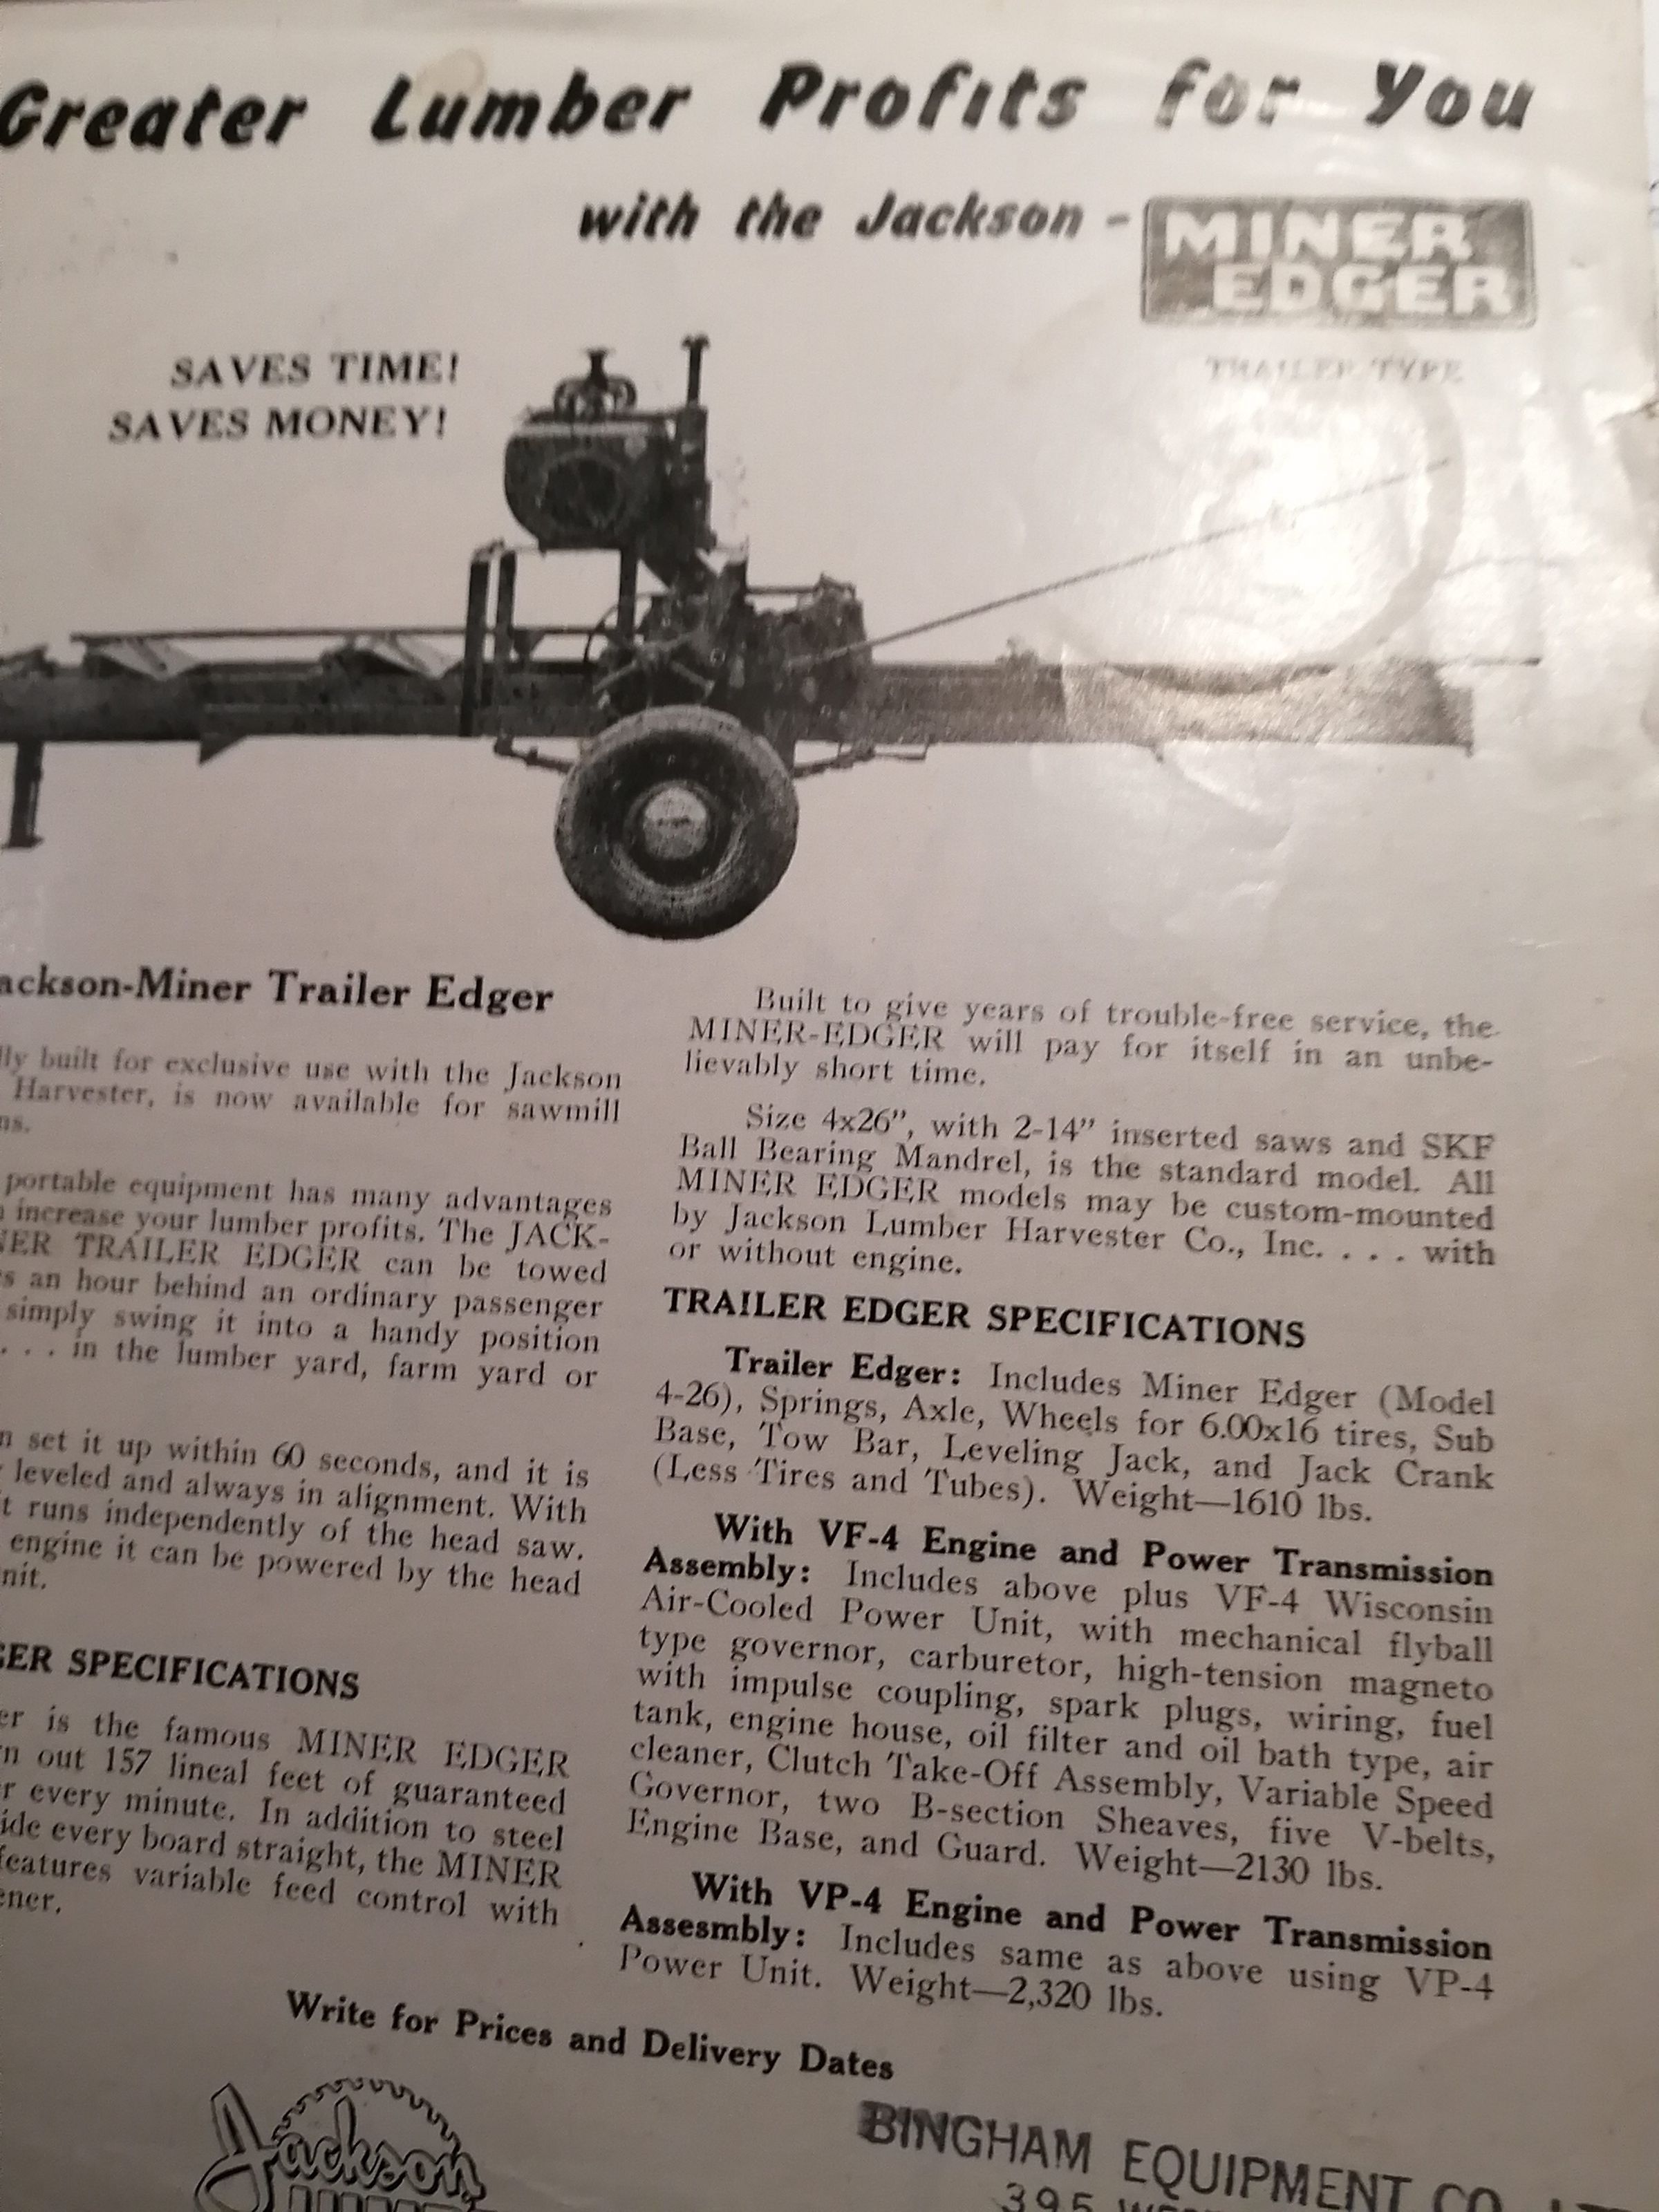 Greater Lumber Profits for You
with the Jackson -
MINER
EDGER
TRAILER TYPE
SAVES TIME!
SAVES MONEY!
ackson-Miner Trailer Edger
lly built for exclusive use with the Jackson
Harvester, is now available for sawmill
ns.
portable equipment has many advantages
increase your lumber profits. The JACK-
NER TRAILER EDGER can be towed
s an hour behind an ordinary passenger
simply swing it into a handy position
. . . in the lumber yard, farm yard or
n set it up within 60 seconds, and it is
leveled and always in alignment. With
it runs independently of the head saw.
engine it can be powered by the head
nit.
GER SPECIFICATIONS
er is the famous MINER EDGER
rn out 157 lineal feet of guaranteed
r every minute. In addition to steel
ide every board straight, the MINER
features variable feed control with
ener.
Built to give years of trouble-free service, the
MINER-EDGER will pay for itself in an unbe-
lievably short time.
Size 4x26", with 2-14" inserted saws and SKF
Ball Bearing Mandrel, is the standard model. All
MINER EDGER models may be custom-mounted
by Jackson Lumber Harvester Co., Inc. . . . with
or without engine.
TRAILER EDGER SPECIFICATIONS
Trailer Edger: Includes Miner Edger (Model
4-26), Springs, Axle, Wheels for 6.00x16 tires, Sub
Base, Tow Bar, Leveling Jack, and Jack Crank
(Less Tires and Tubes). Weight—1610 lbs.
With VF-4 Engine and Power Transmission
Assembly: Includes above plus VF-4 Wisconsin
Air-Cooled Power Unit, with mechanical flyball
type governor, carburetor, high-tension magneto
with impulse coupling, spark plugs, wiring, fuel
tank, engine house, oil filter and oil bath type, air
cleaner, Clutch Take-Off Assembly, Variable Speed
Governor, two B-section Sheaves, five V-belts,
Engine Base, and Guard. Weight—2130 lbs.
With VP-4 Engine and Power Transmission
Assesmbly: Includes same as above using VP-4
Power Unit. Weight—2,320 lbs.
Write for Prices and Delivery Dates
Jackson
BINGHAM EQUIPMENT CO.
395